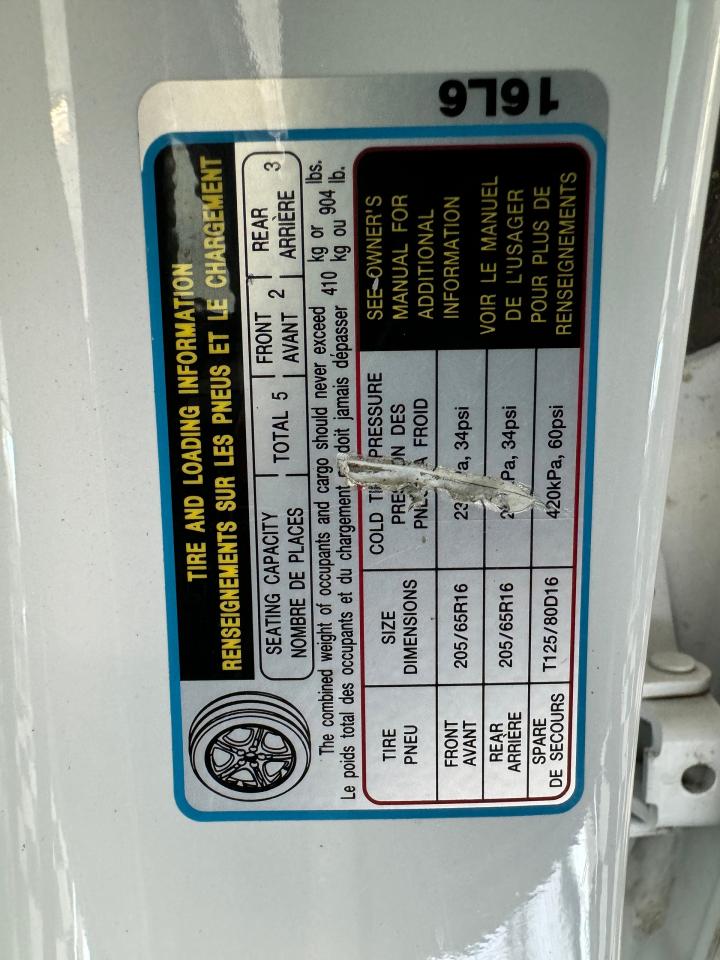 TIRE AND LOADING INFORMATION
RENSEIGNEMENTS SUR LES PNEUS ET LE CHARGEMENT
SEATING CAPACITY
NOMBRE DE PLACES
TOTAL 5
FRONT
AVANT
2
REAR
ARRIÈRE
3
The combined weight of occupants and cargo should never exceed 410 kg or 904 lbs.
Le poids total des occupants et du chargement doit jamais dépasser 410 kg ou 904 lb.
TIRE
PNEU
SIZE
DIMENSIONS
COLD PRESSURE
DES
FROID
FRONT
AVANT
205/65R16
34psi
REAR
ARRIÈRE
205/65R16
34psi
SPARE
DE SECOURS
T125/80D16
420kPa, 60psi
SEE OWNER'S
MANUAL FOR
ADDITIONAL
INFORMATION
VOIR LE MANUEL
DE L'USAGER
POUR PLUS DE
RENSEIGNEMENTS
16L6